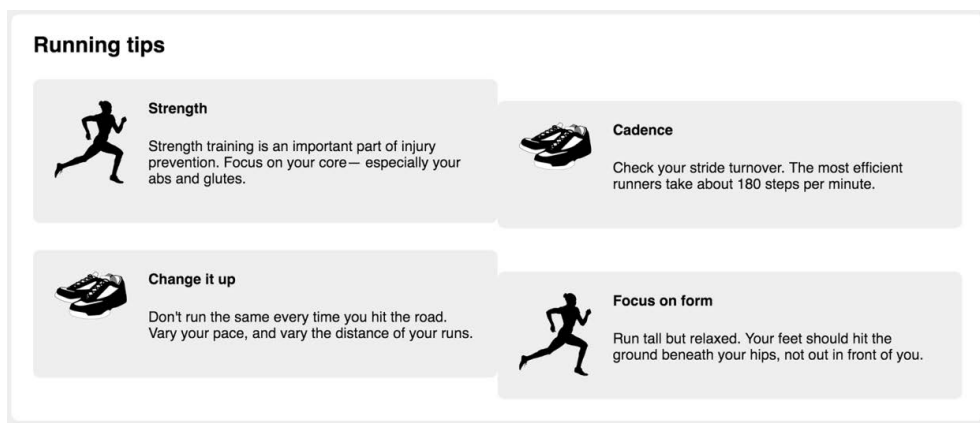 Running tips
Strength
Strength training is an important part of injury
prevention. Focus on your core— especially your
abs and glutes.
Cadence
Check your stride turnover. The most efficient
runners take about 180 steps per minute.
Change it up
Don't run the same every time you hit the road.
Vary your pace, and vary the distance of your runs.
Focus on form
Run tall but relaxed. Your feet should hit the
ground beneath your hips, not out in front of you.